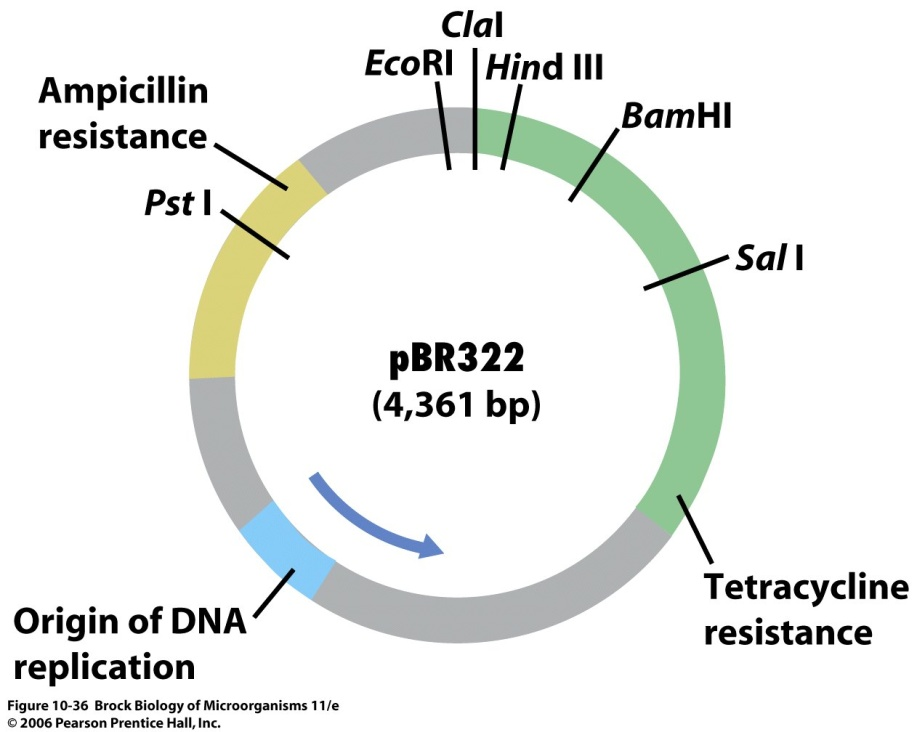 ClaI
EcoRI
Hind III
Ampicillin
resistance
BamHI
Pst I
Sal I
pBR322
(4,361 bp)
Tetracycline
resistance
Origin of DNA
replication
Figure 10-36 Brock Biology of Microorganisms 11/e
© 2006 Pearson Prentice Hall, Inc.